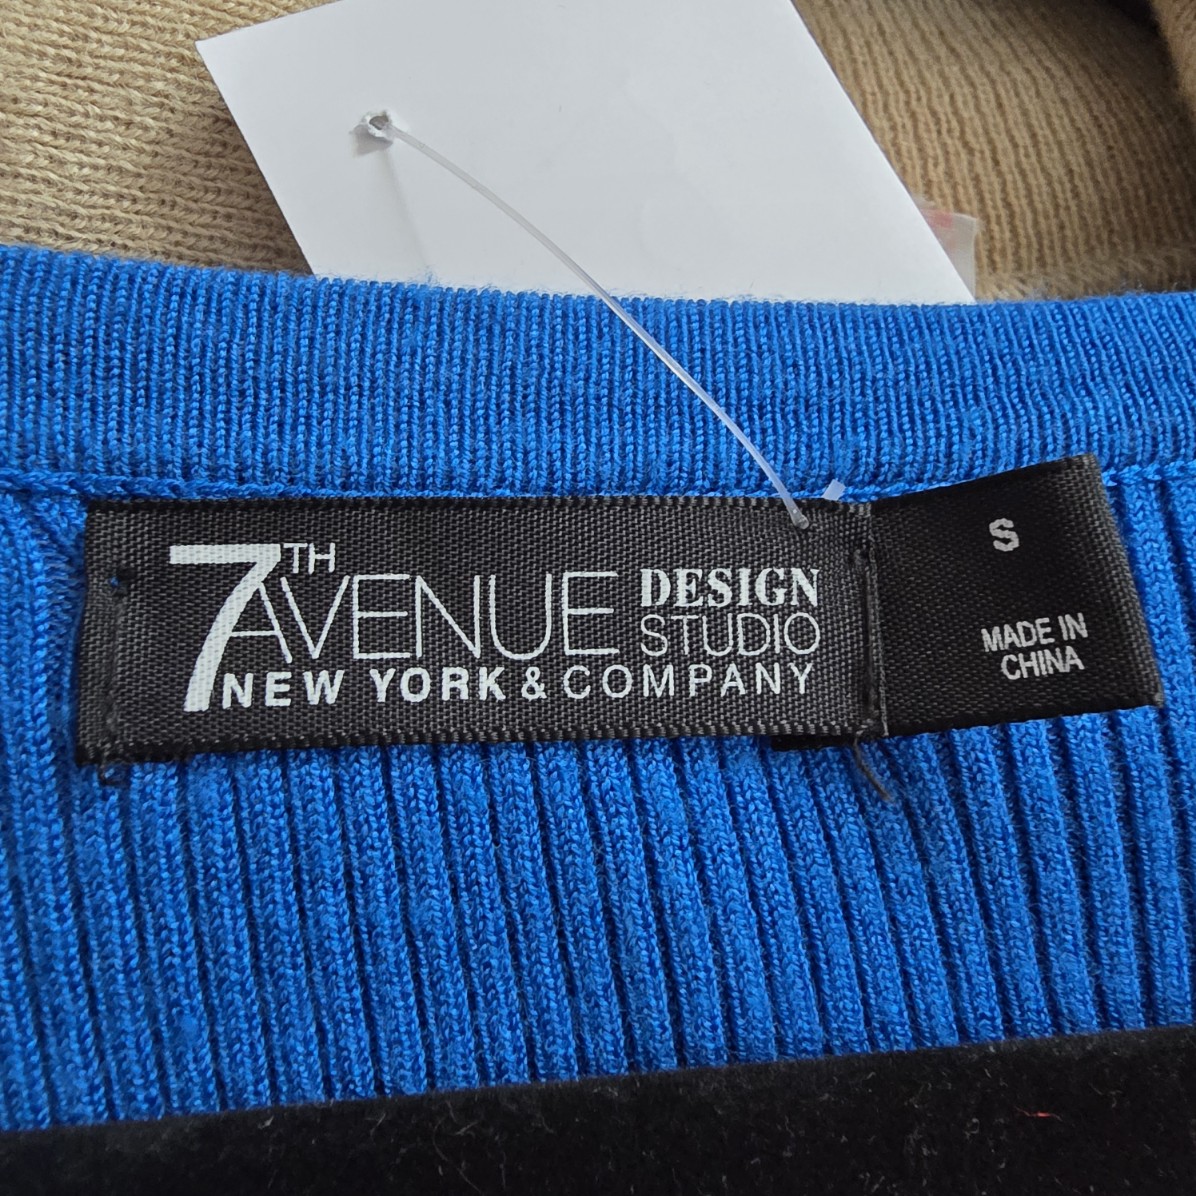 7TH
AVENUE DESIGN
STUDIO
NEW YORK & COMPANY
S
MADE IN
CHINA